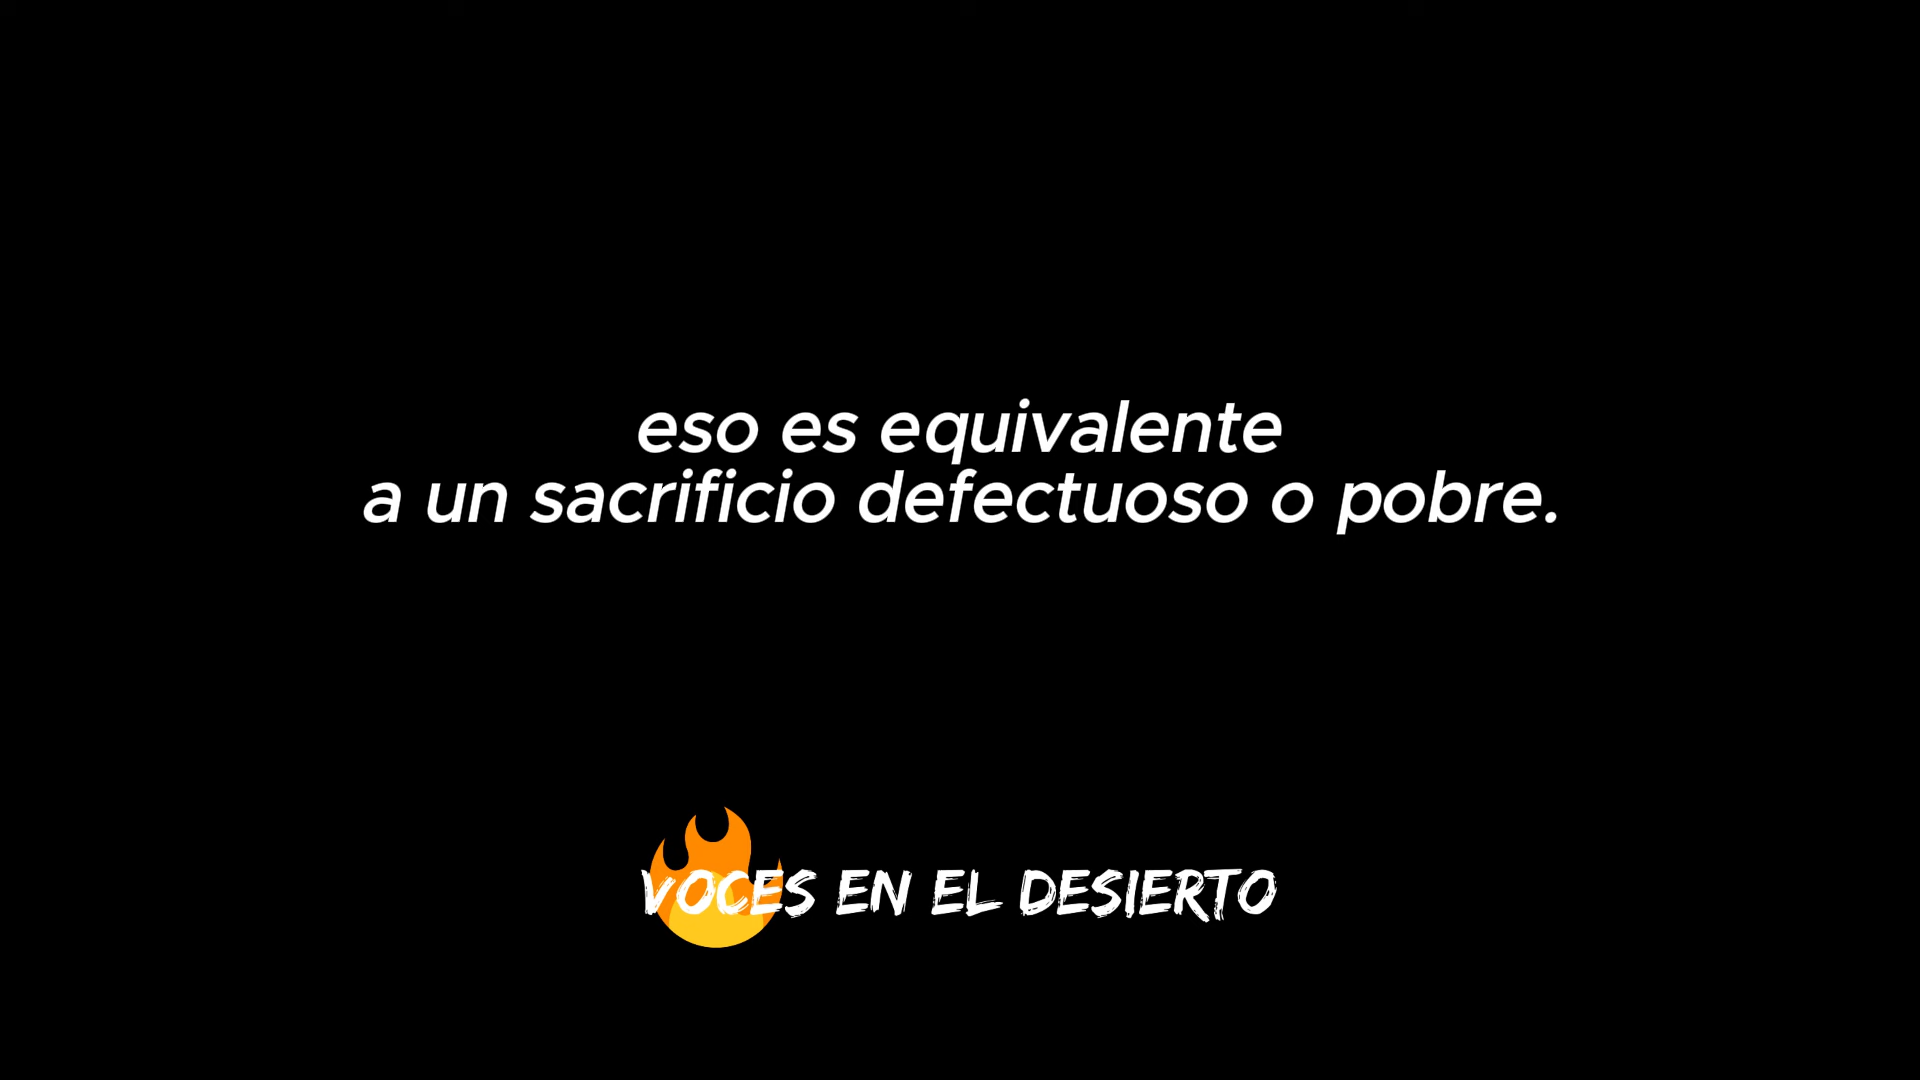 eso es equivalente
a un sacrificio defectuoso o pobre.
VOCES EN EL DESIERTO